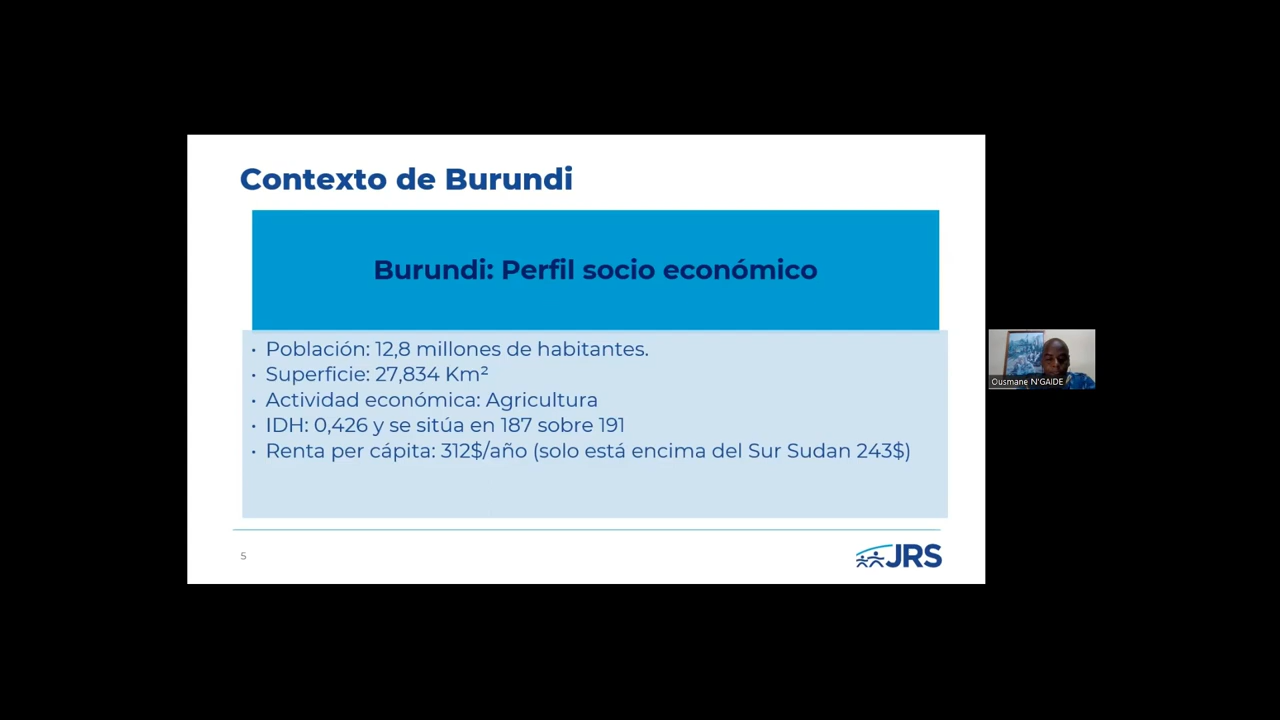 Contexto de Burundi
Burundi: Perfil socio económico
• Población: 12,8 millones de habitantes.
• Superficie: 27,834 Km²
• Actividad económica: Agricultura
• IDH: 0,426 y se sitúa en 187 sobre 191
• Renta per cápita: 312$/año (solo está encima del Sur Sudan 243$)
Ousmane N'GAIDE
5
JRS